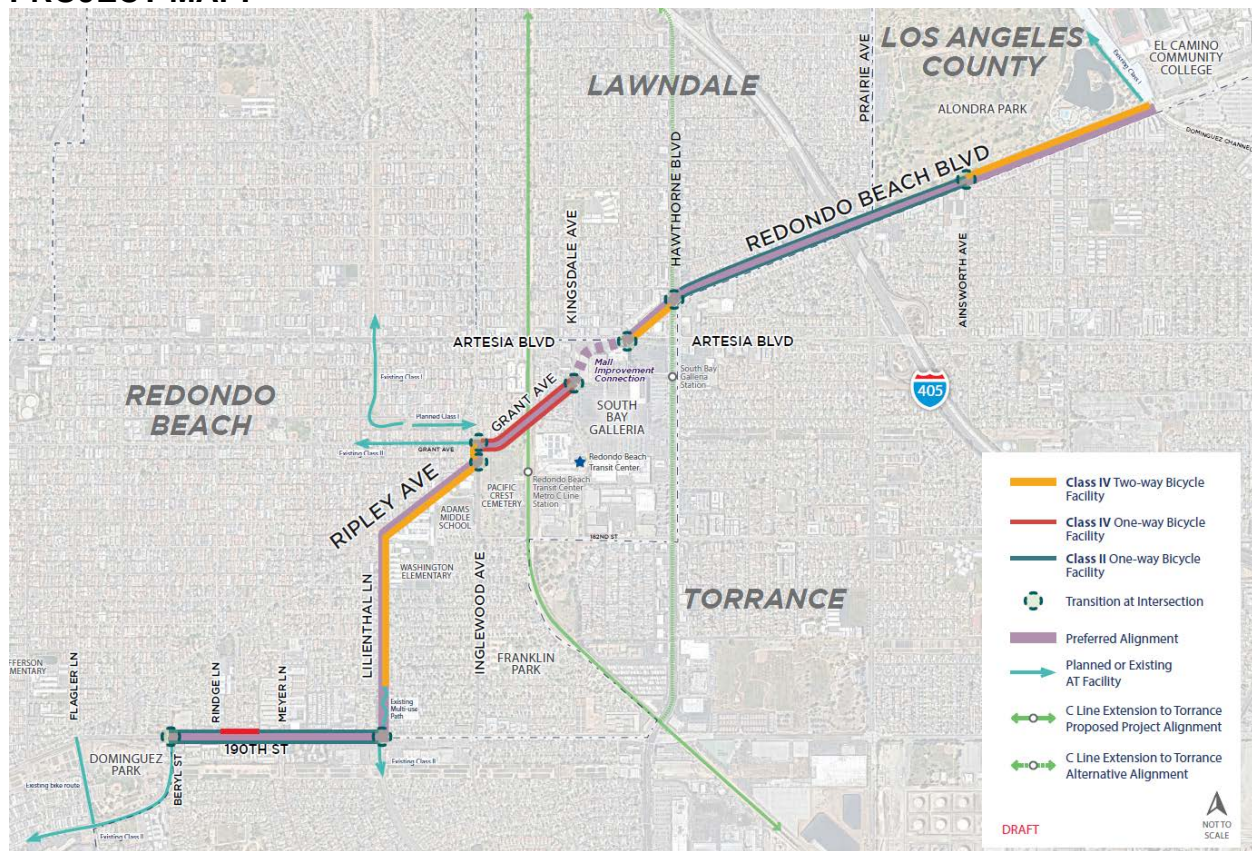 PROJECT MAP:
LOS ANGELES
COUNTY
EL CAMINO
COMMUNITY
COLLEGE
Existing Class I
PRAIRIE AVE
LAWNDALE
ALONDRA PARK
DOMINGUEZ CHANNEL
HAWTHORNE BLVD
REDONDO BEACH BLVD
KINGSDALE AVE
AINSWORTH AVE
ARTESIA BLVD
ARTESIA BLVD
Mall
Improvement
Connection
South Bay
Galleria
Station
Existing Class I
REDONDO
BEACH
GRANT AVE
405
SOUTH
BAY
GALLERIA
Planned Class I
Existing Class II
GRANT AVE
Redondo Beach
Transit Center
RIPLEY AVE
PACIFIC
CREST
CEMETERY
Redondo Beach
Transit Center
Metro C Line
Station
ADAMS
MIDDLE
SCHOOL
182ND ST
WASHINGTON
ELEMENTARY
LILIENTHAL LN
INGLEWOOD AVE
TORRANCE
FRANKLIN
PARK
FFERSON
EMENTARY
FLAGLER LN
RINDGE LN
MEYER LN
Existing
Multi-use
Path
190TH ST
DOMINGUEZ
PARK
BERYL ST
Existing Class II
Existing bike route
Existing Class II
Class IV Two-way Bicycle
Facility
Class IV One-way Bicycle
Facility
Class II One-way Bicycle
Facility
Transition at Intersection
Preferred Alignment
Planned or Existing
AT Facility
C Line Extension to Torrance
Proposed Project Alignment
C Line Extension to Torrance
Alternative Alignment
DRAFT
NOT TO
SCALE